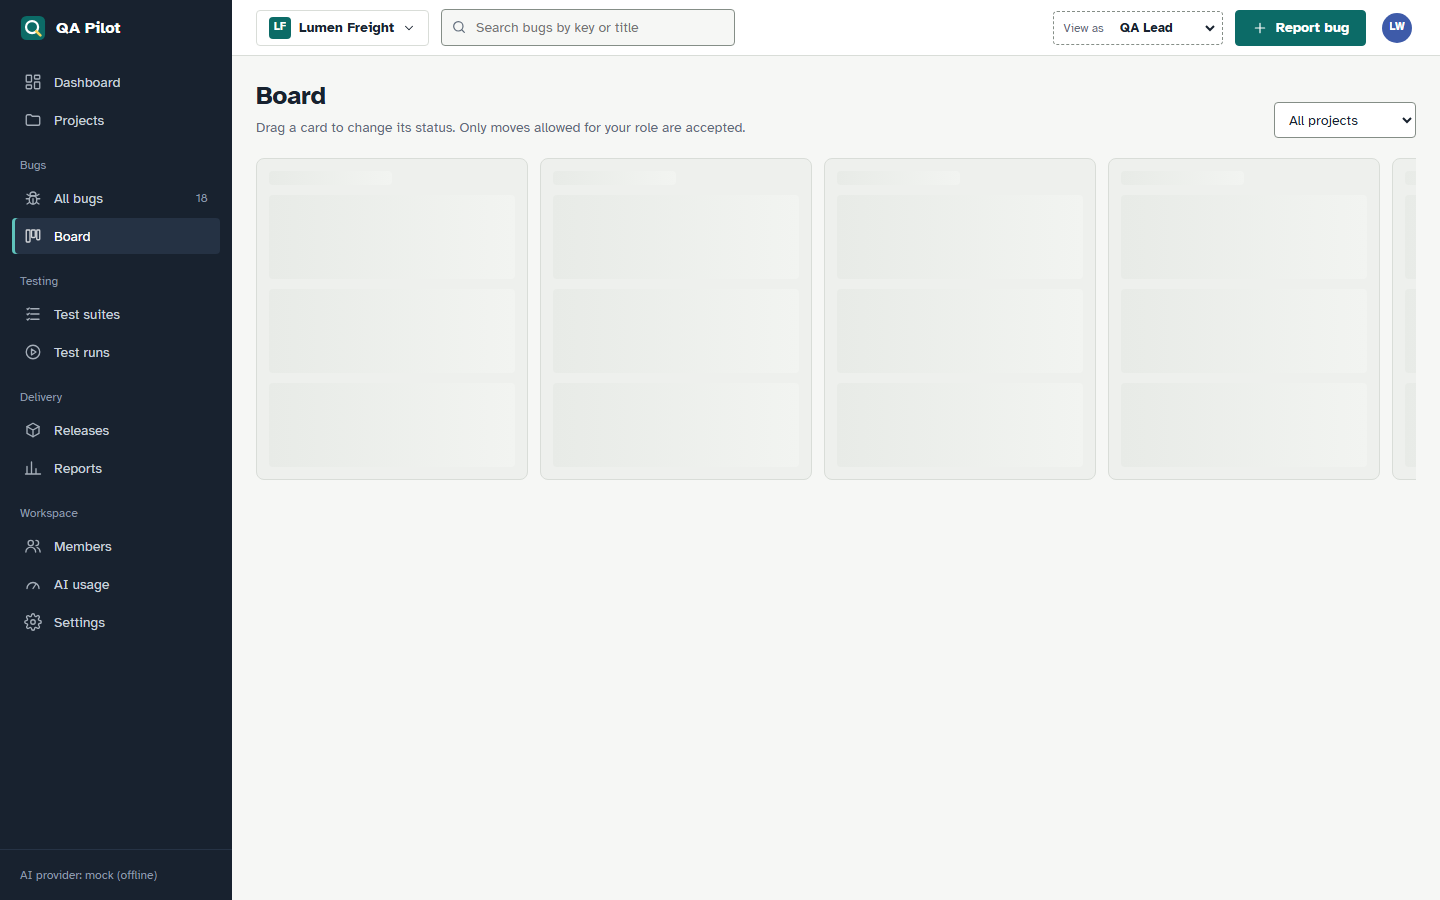 QA Pilot
Dashboard
Projects
Bugs
All bugs 18
Board
Testing
Test suites
Test runs
Delivery
Releases
Reports
Workspace
Members
AI usage
Settings
AI provider: mock (offline)
LF Lumen Freight
Search bugs by key or title
View as QA Lead
Report bug
LW
Board
Drag a card to change its status. Only moves allowed for your role are accepted.
All projects